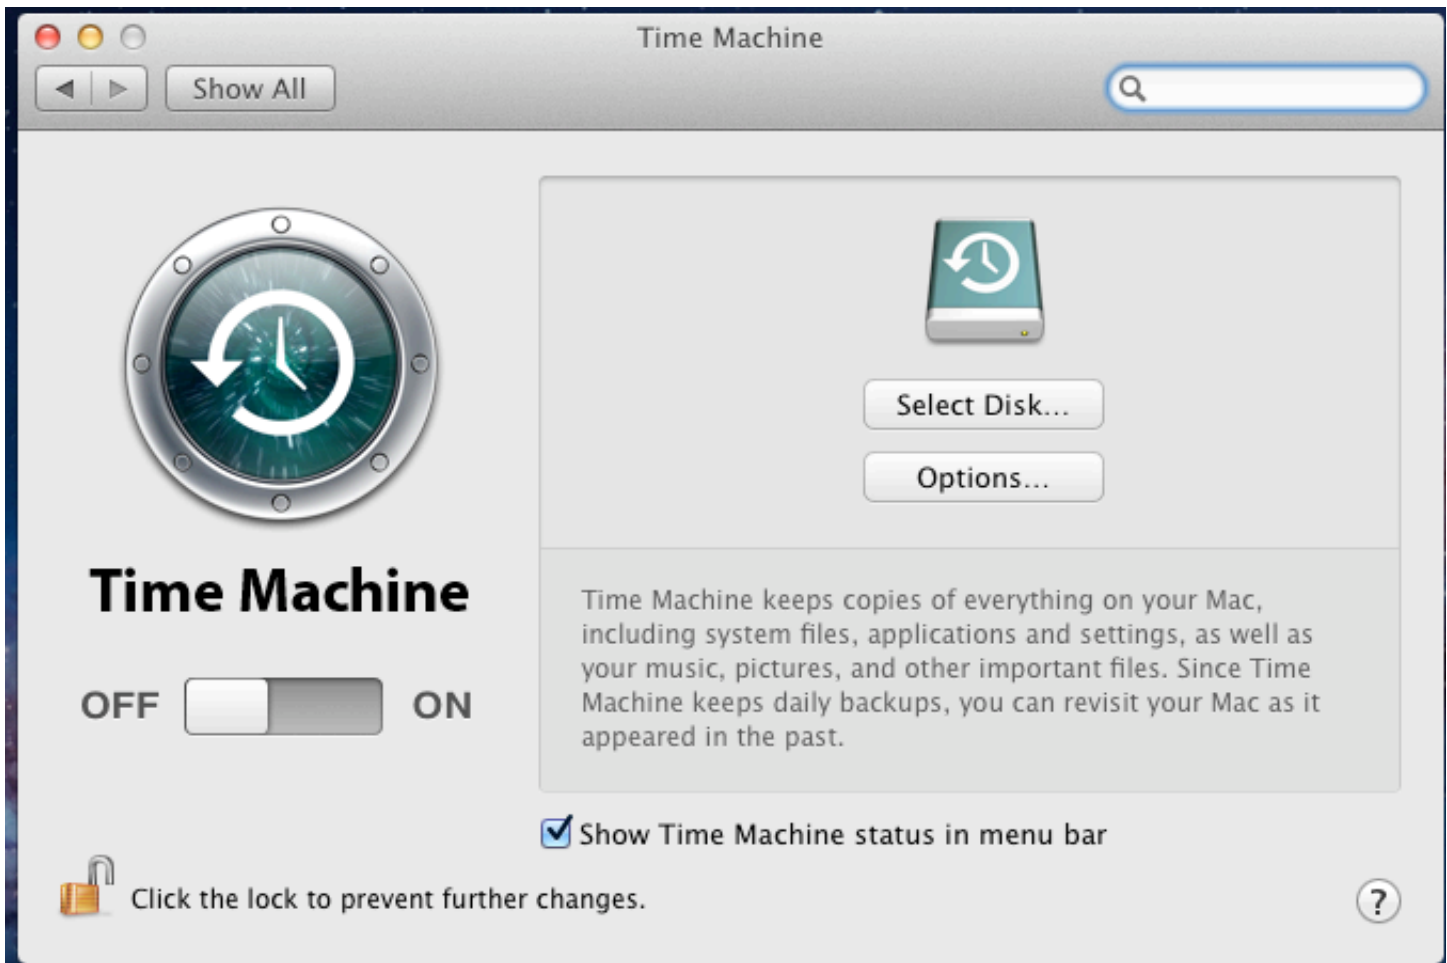 Time Machine
Show All
Select Disk...
Options...
Time Machine
Time Machine keeps copies of everything on your Mac,
including system files, applications and settings, as well as
your music, pictures, and other important files. Since Time
Machine keeps daily backups, you can revisit your Mac as it
appeared in the past.
OFF ON
Show Time Machine status in menu bar
Click the lock to prevent further changes.
?